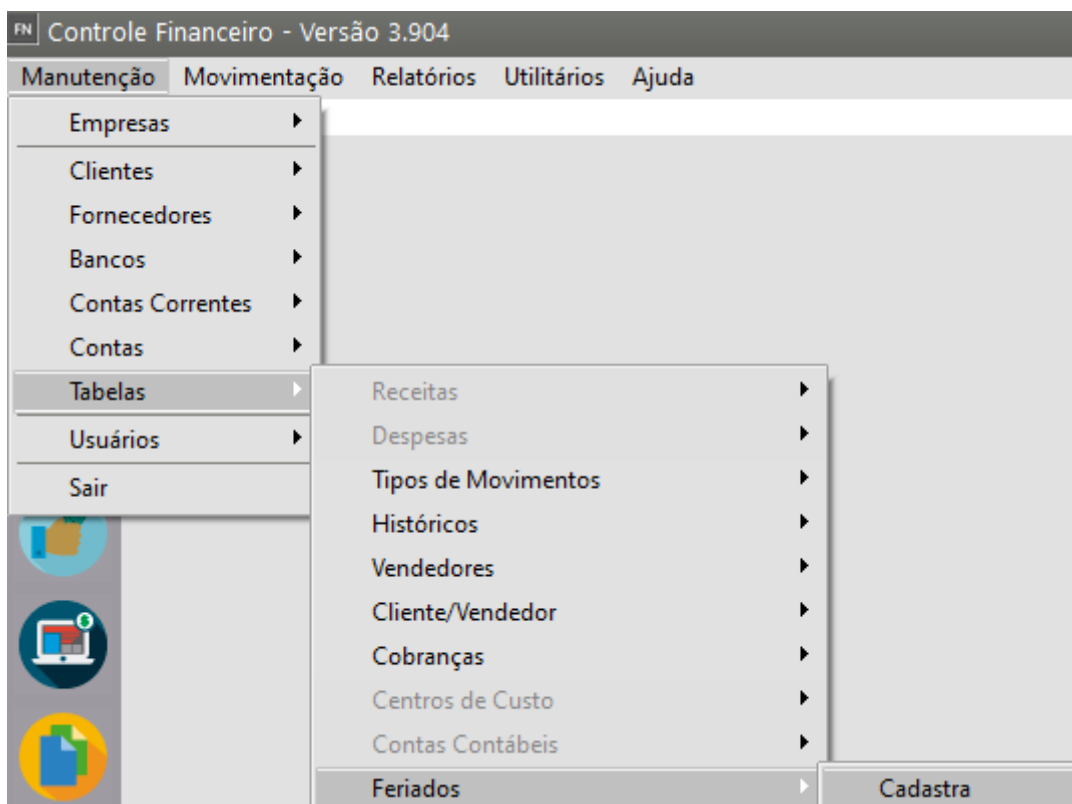 FN Controle Financeiro - Versão 3.904
Manutenção Movimentação Relatórios Utilitários Ajuda
Empresas
Clientes
Fornecedores
Bancos
Contas Correntes
Contas
Tabelas
Usuários
Sair
Receitas
Despesas
Tipos de Movimentos
Históricos
Vendedores
Cliente/Vendedor
Cobranças
Centros de Custo
Contas Contábeis
Feriados
Cadastra